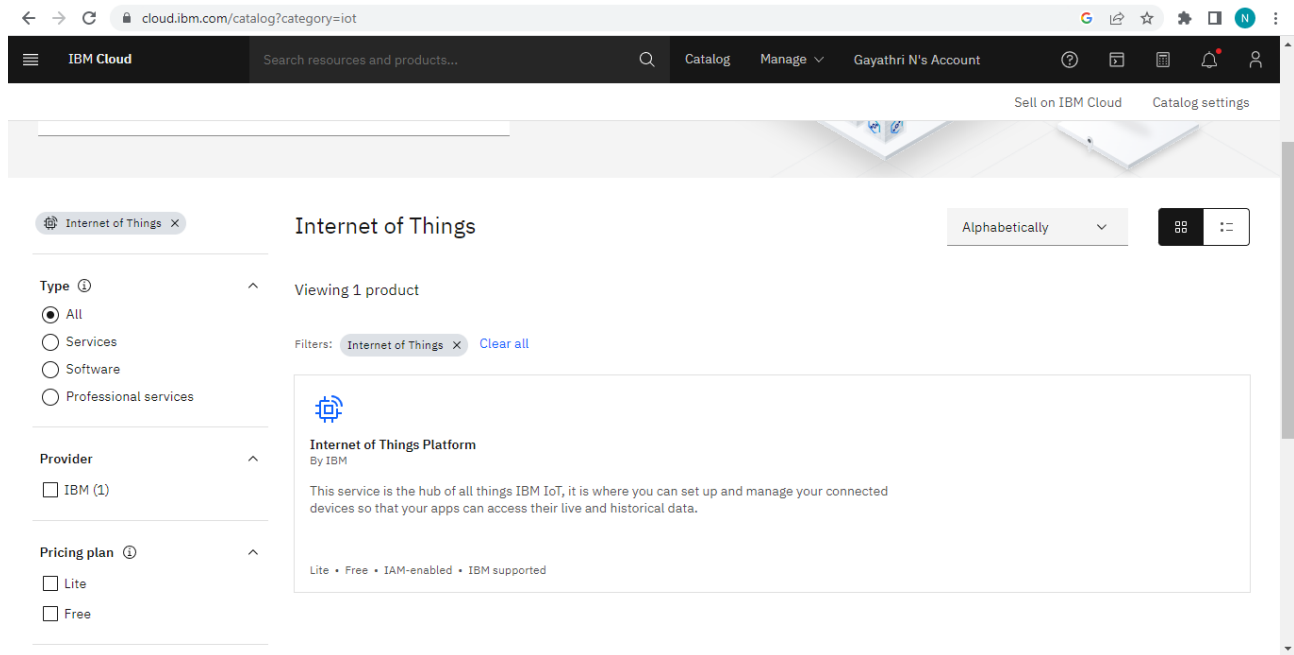 cloud.ibm.com/catalog?category=iot
G
N
IBM Cloud
Search resources and products...
Catalog
Manage
Gayathri N's Account
Sell on IBM Cloud
Catalog settings
Internet of Things
Type
All
Services
Software
Professional services
Provider
IBM (1)
Pricing plan
Lite
Free
Internet of Things
Alphabetically
Viewing 1 product
Filters: Internet of Things Clear all
Internet of Things Platform
By IBM
This service is the hub of all things IBM IoT, it is where you can set up and manage your connected
devices so that your apps can access their live and historical data.
Lite • Free • IAM-enabled • IBM supported